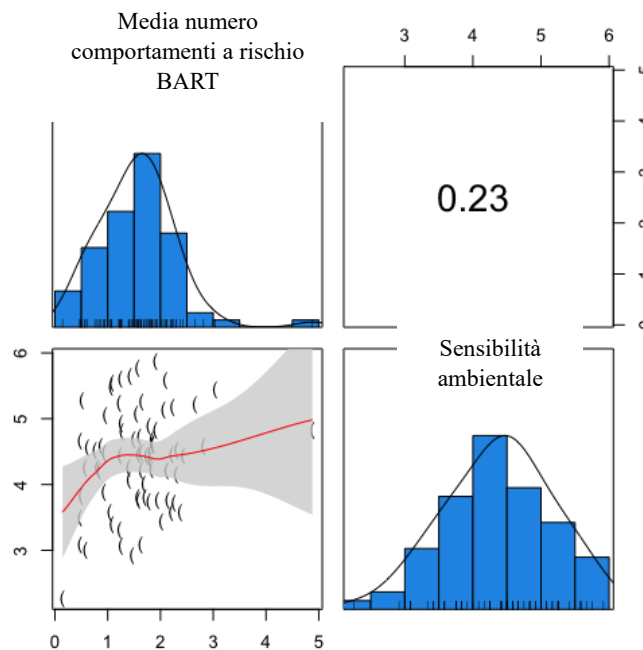 Media numero
comportamenti a rischio
BART
3 4 5 6
0.23
Sensibilità
ambientale
6
5
4
3
0 1 2 3 4 5